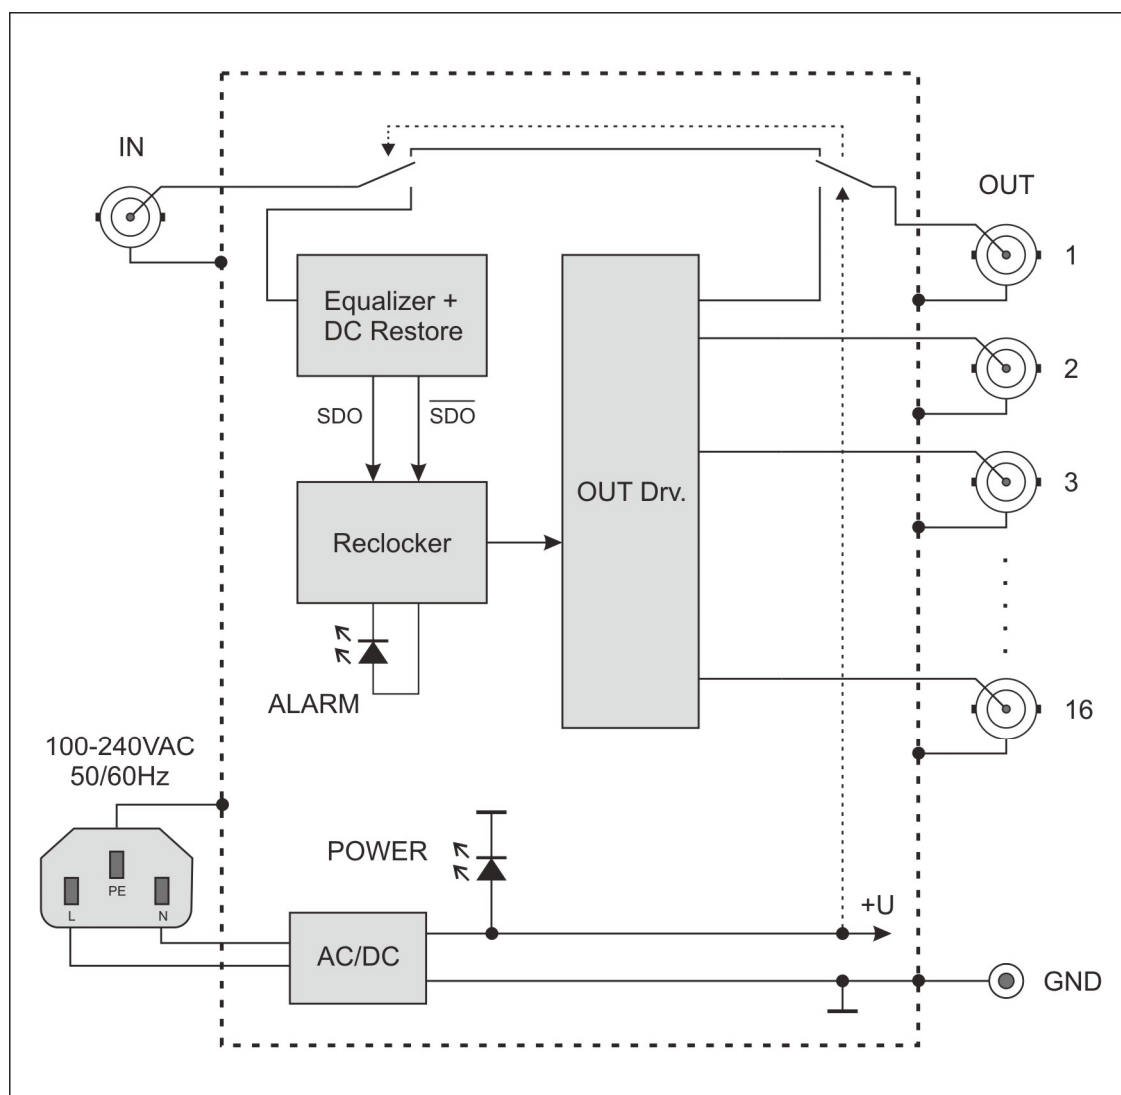 IN
OUT
1
Equalizer +
DC Restore
2
SDO
S̅D̅O̅
3
OUT Drv.
Reclocker
ALARM
16
100-240VAC
50/60Hz
POWER
PE
L
N
+U
AC/DC
GND